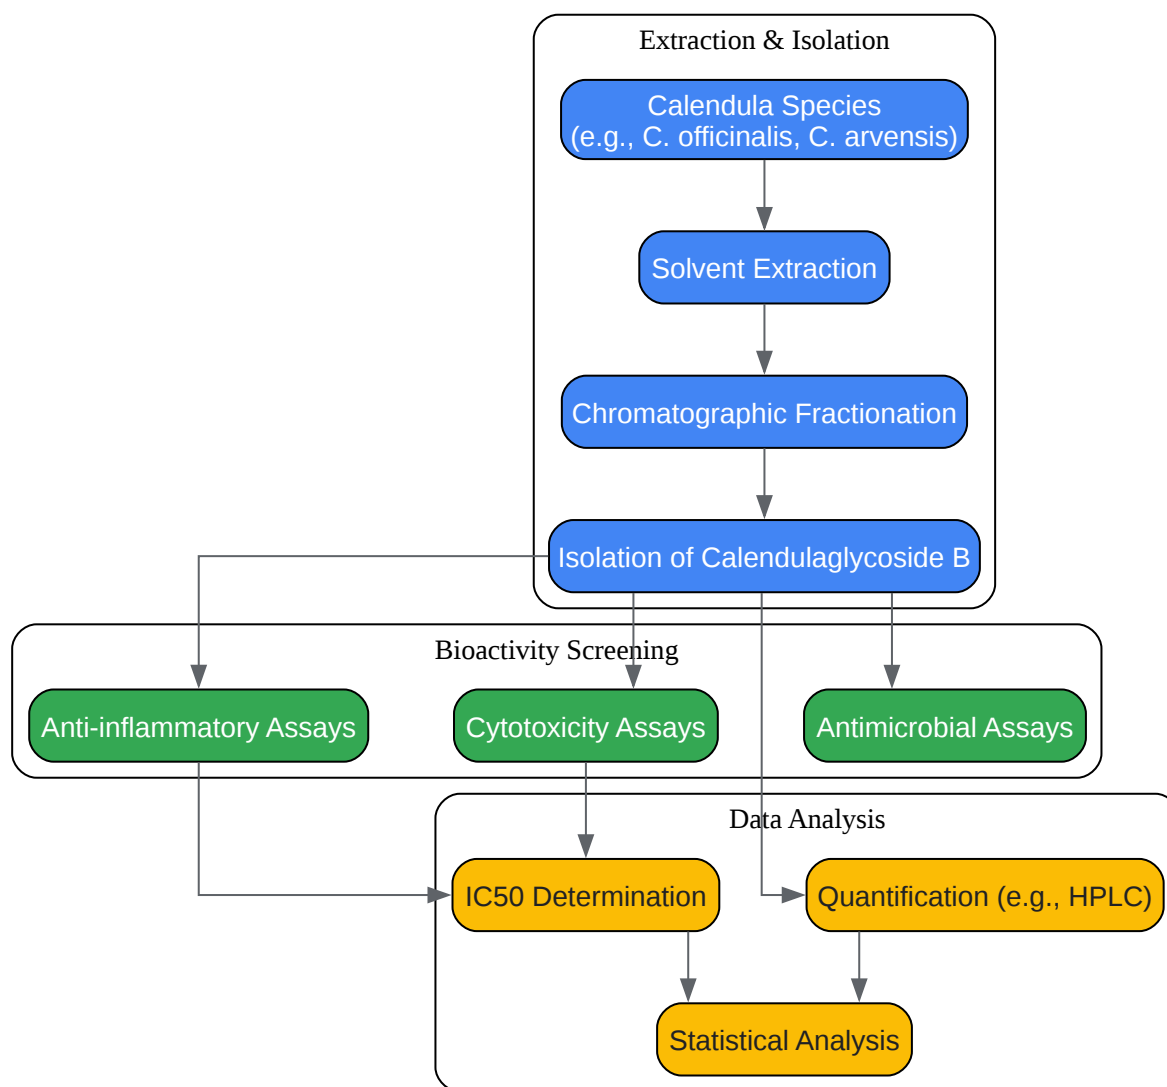 Extraction & Isolation
Calendula Species
(e.g., C. officinalis, C. arvensis)
Solvent Extraction
Chromatographic Fractionation
Isolation of Calendulaglycoside B
Bioactivity Screening
Anti-inflammatory Assays
Cytotoxicity Assays
Antimicrobial Assays
Data Analysis
IC50 Determination
Quantification (e.g., HPLC)
Statistical Analysis